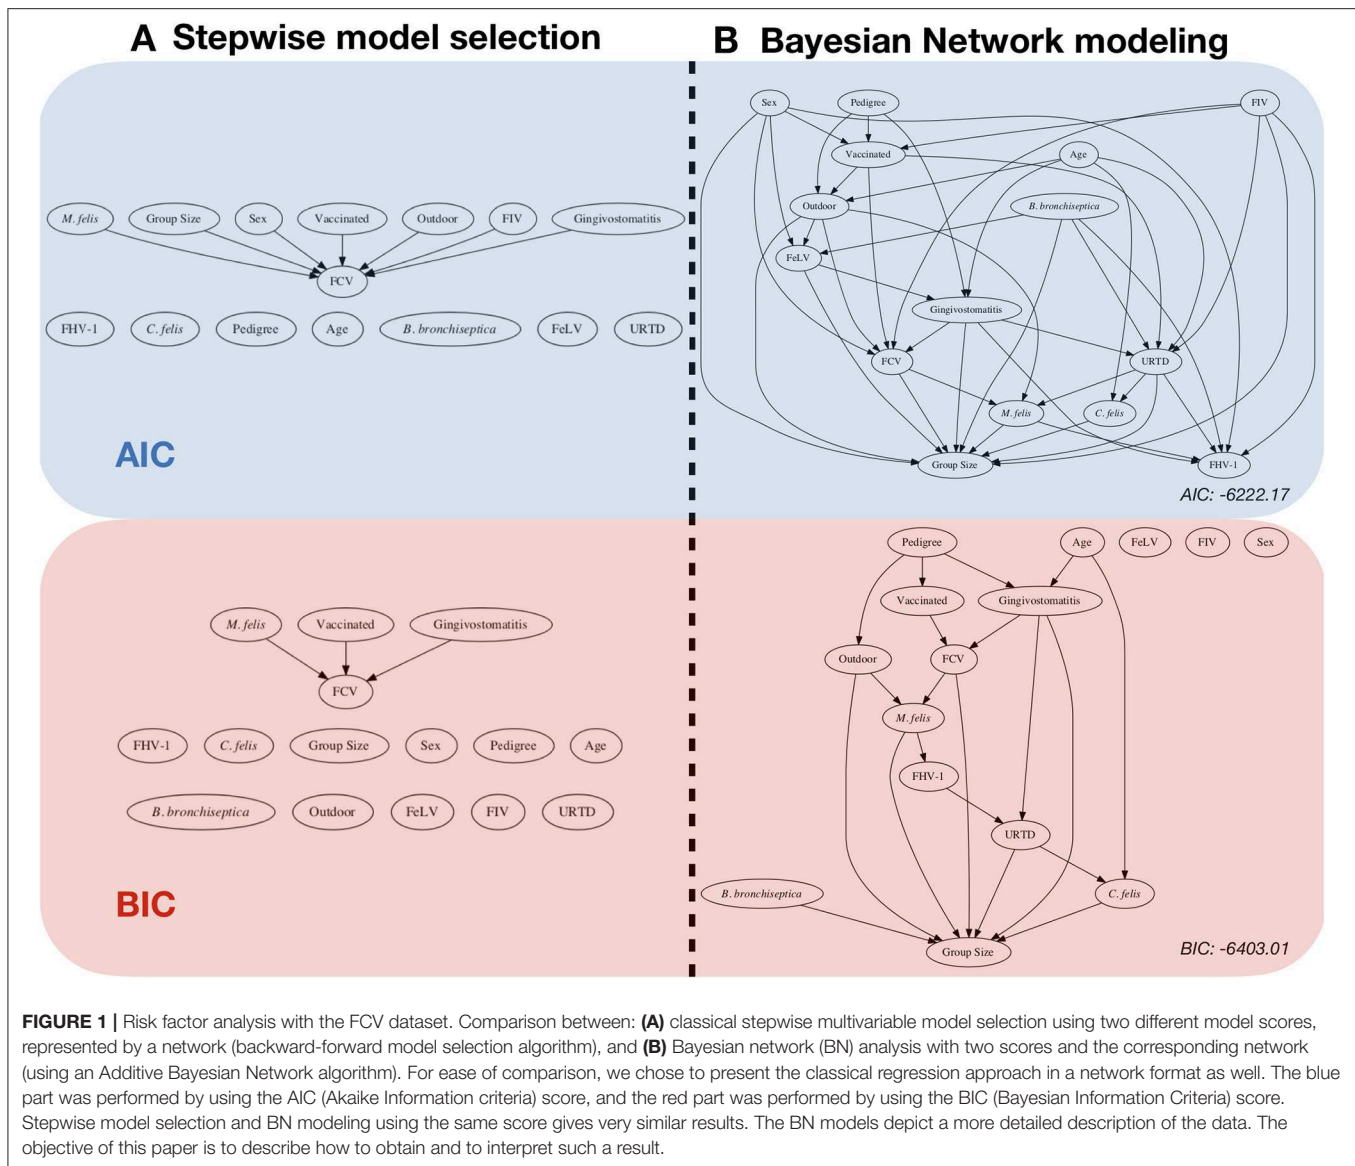 A Stepwise model selection
B Bayesian Network modeling
M. felis
Group Size
Sex
Vaccinated
Outdoor
FIV
Gingivostomatitis
FCV
FHV-1
C. felis
Pedigree
Age
B. bronchiseptica
FeLV
URTD
AIC
Sex
Pedigree
FIV
Vaccinated
Age
Outdoor
B. bronchiseptica
FeLV
Gingivostomatitis
FCV
URTD
M. felis
C. felis
Group Size
FHV-1
AIC: -6222.17
M. felis
Vaccinated
Gingivostomatitis
FCV
FHV-1
C. felis
Group Size
Sex
Pedigree
Age
B. bronchiseptica
Outdoor
FeLV
FIV
URTD
BIC
Pedigree
Age
FeLV
FIV
Sex
Vaccinated
Gingivostomatitis
Outdoor
FCV
M. felis
FHV-1
URTD
B. bronchiseptica
C. felis
Group Size
BIC: -6403.01
FIGURE 1 | Risk factor analysis with the FCV dataset. Comparison between: (A) classical stepwise multivariable model selection using two different model scores,
represented by a network (backward-forward model selection algorithm), and (B) Bayesian network (BN) analysis with two scores and the corresponding network
(using an Additive Bayesian Network algorithm). For ease of comparison, we chose to present the classical regression approach in a network format as well. The blue
part was performed by using the AIC (Akaike Information criteria) score, and the red part was performed by using the BIC (Bayesian Information Criteria) score.
Stepwise model selection and BN modeling using the same score gives very similar results. The BN models depict a more detailed description of the data. The
objective of this paper is to describe how to obtain and to interpret such a result.